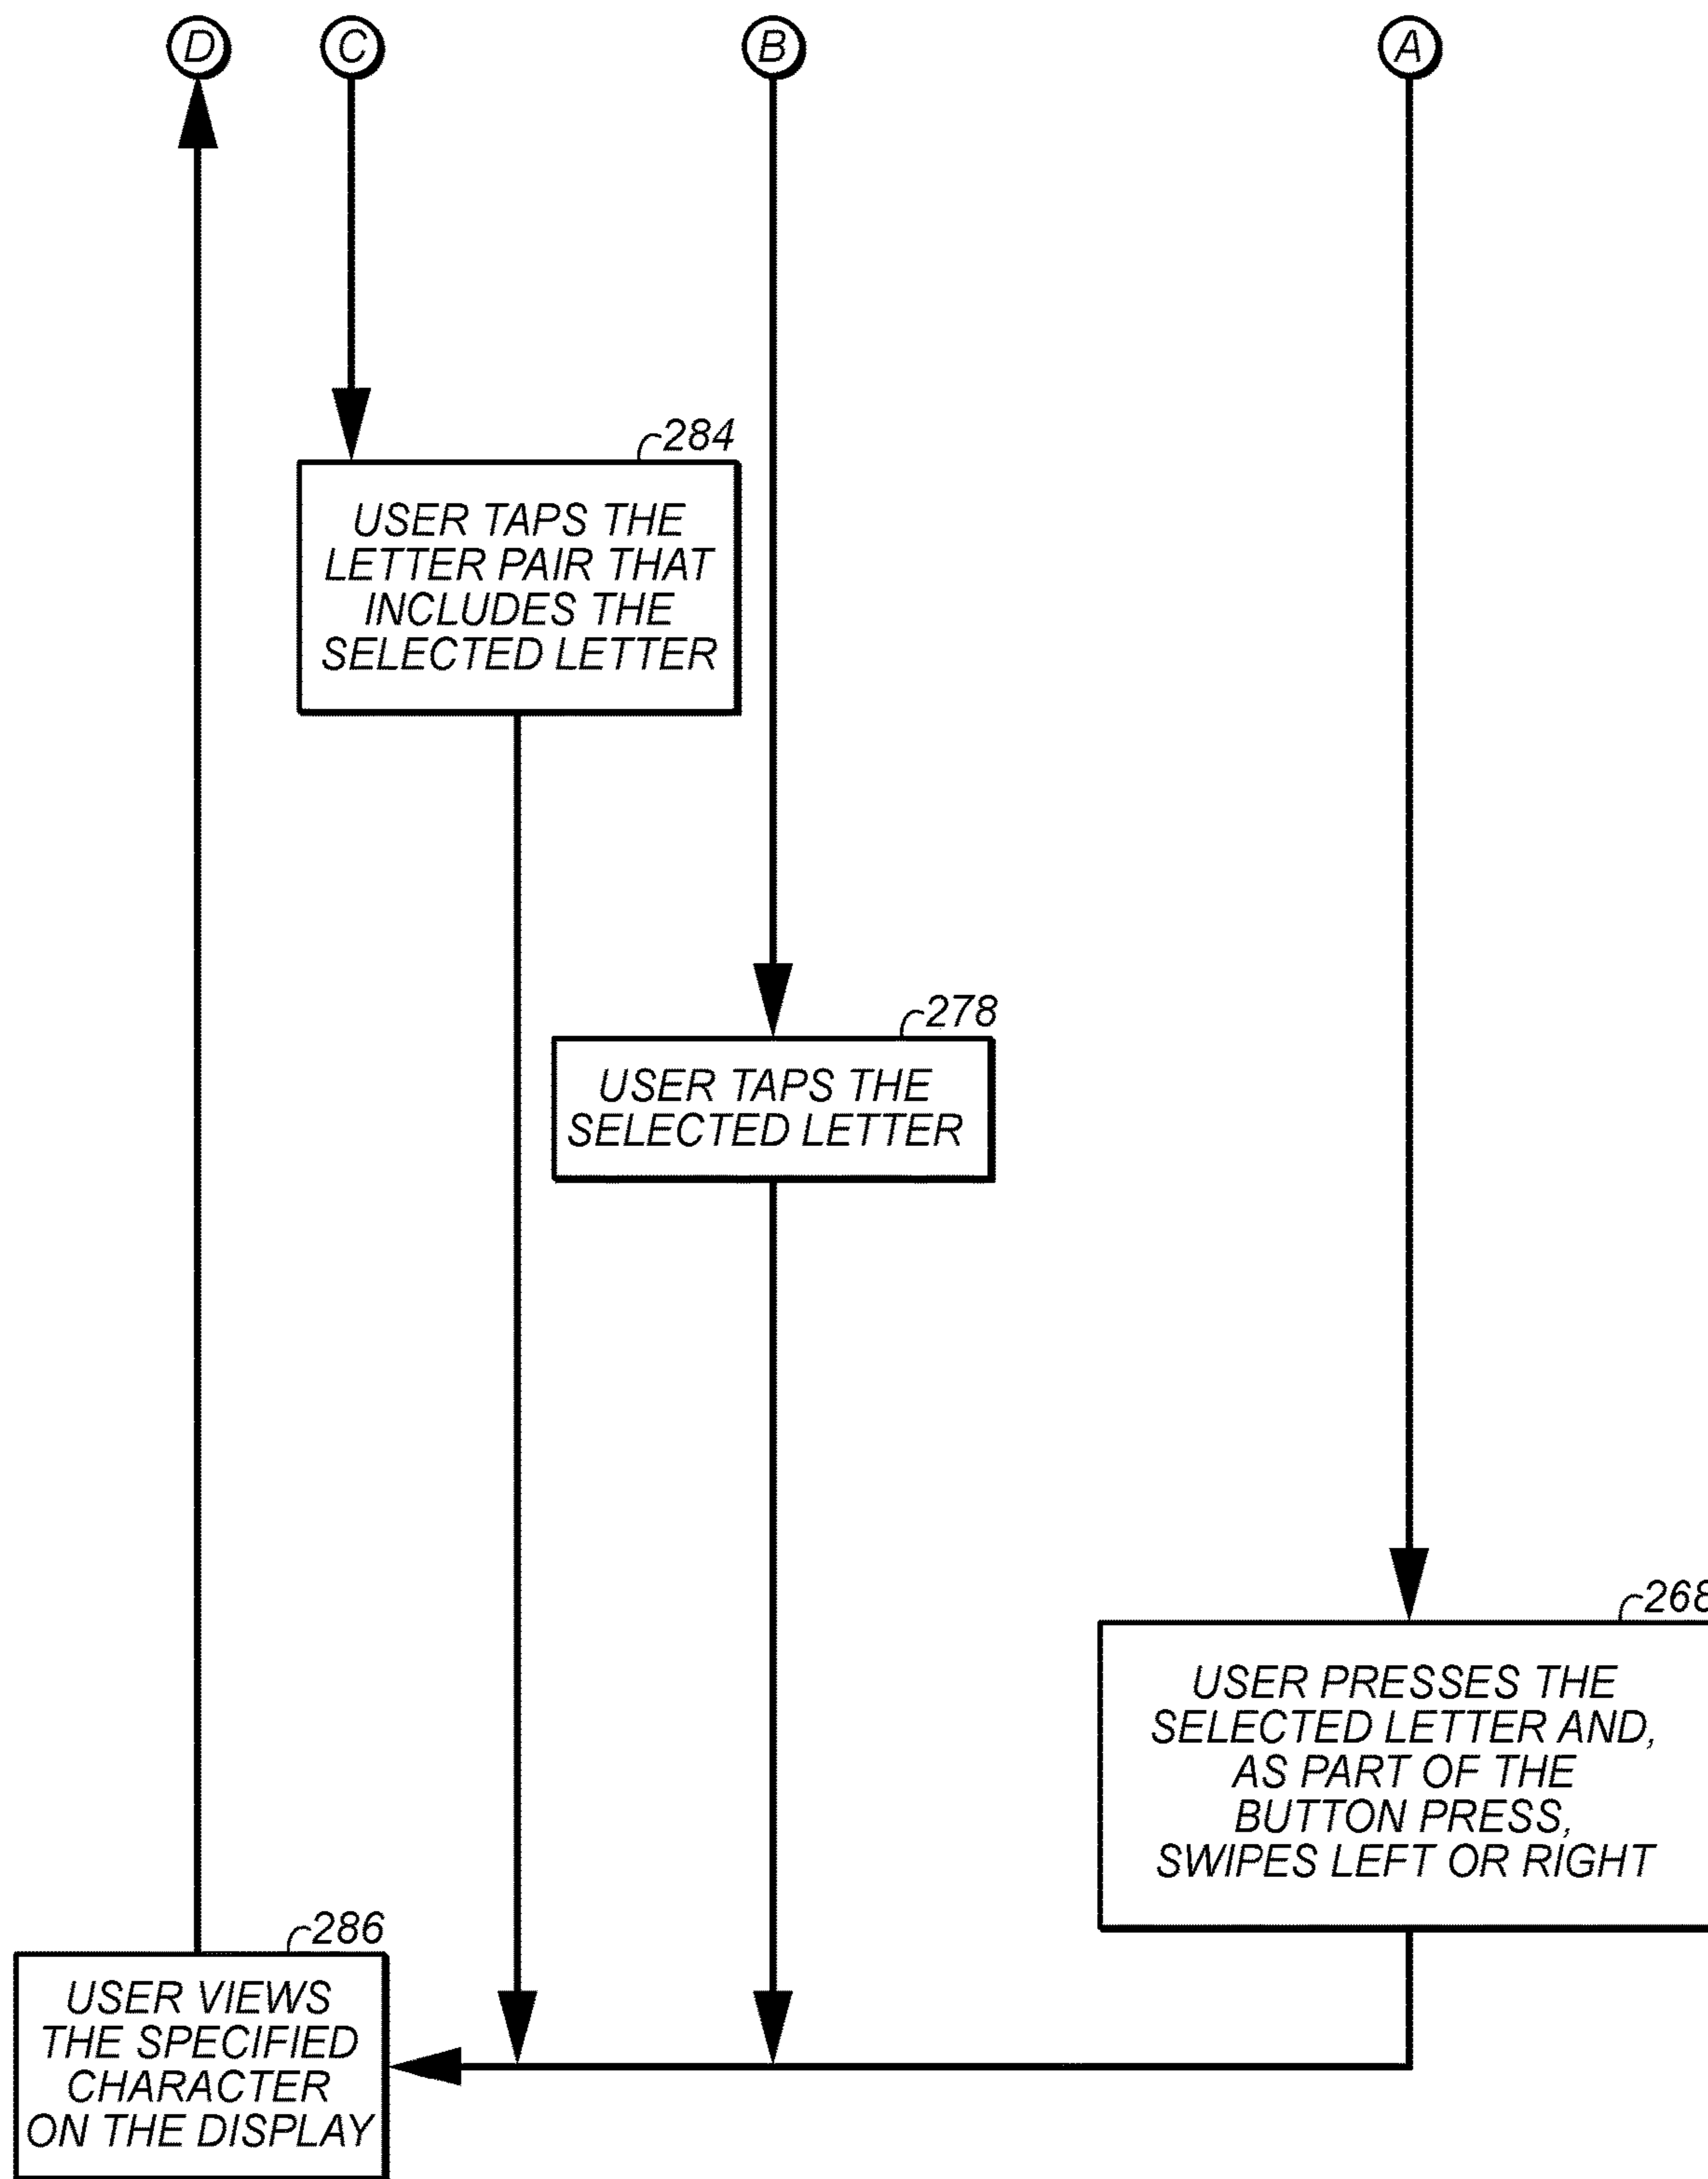 D
C
B
A
284
USER TAPS THE
LETTER PAIR THAT
INCLUDES THE
SELECTED LETTER
278
USER TAPS THE
SELECTED LETTER
268
USER PRESSES THE
SELECTED LETTER AND,
AS PART OF THE
BUTTON PRESS,
SWIPES LEFT OR RIGHT
286
USER VIEWS
THE SPECIFIED
CHARACTER
ON THE DISPLAY